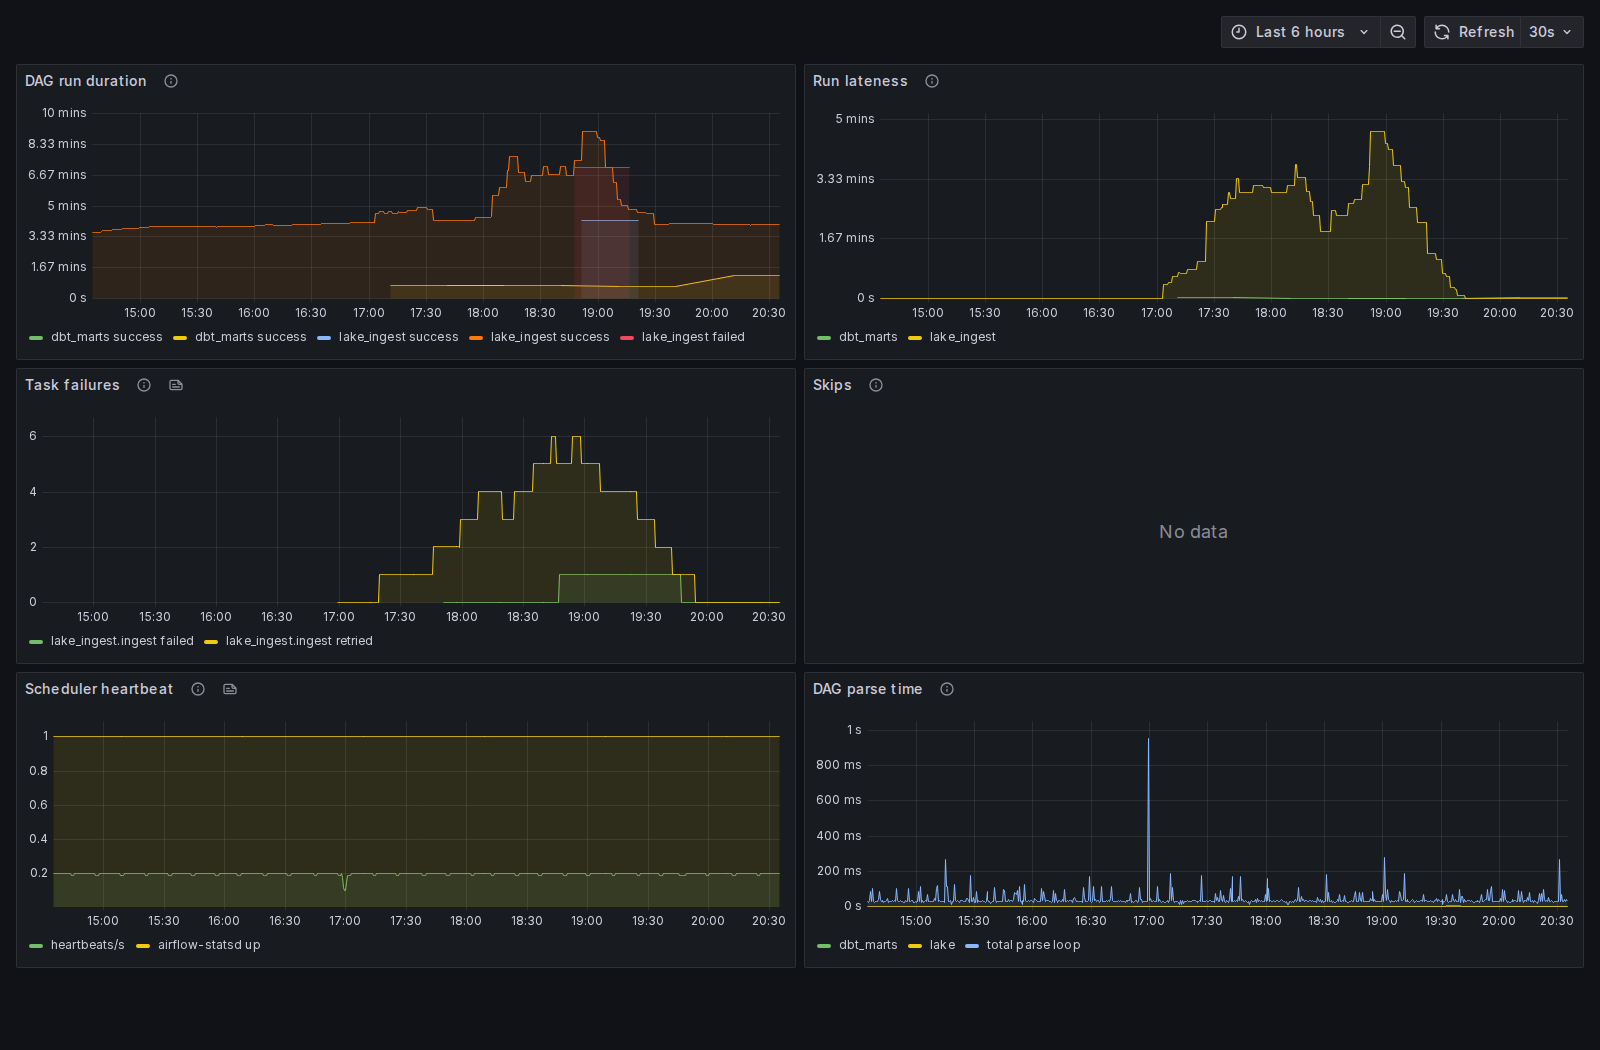 Last 6 hours Refresh 30s
DAG run duration
10 mins
8.33 mins
6.67 mins
5 mins
3.33 mins
1.67 mins
0 s
15:00 15:30 16:00 16:30 17:00 17:30 18:00 18:30 19:00 19:30 20:00 20:30
dbt_marts success dbt_marts success lake_ingest success lake_ingest success lake_ingest failed
Run lateness
5 mins
3.33 mins
1.67 mins
0 s
15:00 15:30 16:00 16:30 17:00 17:30 18:00 18:30 19:00 19:30 20:00 20:30
dbt_marts lake_ingest
Task failures
6
4
2
0
15:00 15:30 16:00 16:30 17:00 17:30 18:00 18:30 19:00 19:30 20:00 20:30
lake_ingest.ingest failed lake_ingest.ingest retried
Skips
No data
Scheduler heartbeat
1
0.8
0.6
0.4
0.2
15:00 15:30 16:00 16:30 17:00 17:30 18:00 18:30 19:00 19:30 20:00 20:30
heartbeats/s airflow-statsd up
DAG parse time
1 s
800 ms
600 ms
400 ms
200 ms
0 s
15:00 15:30 16:00 16:30 17:00 17:30 18:00 18:30 19:00 19:30 20:00 20:30
dbt_marts lake total parse loop